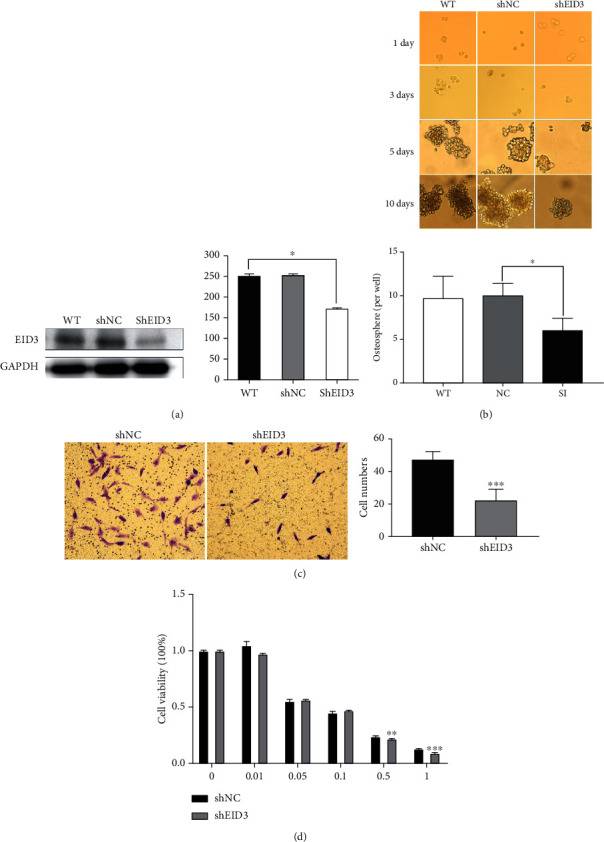 WT shNC shEID3
1 day
3 days
5 days
10 days
WT shNC ShEID3
EID3
GAPDH
300
250
200
150
100
50
0
*
WT shNC ShEID3
(a)
Osteosphere (per well)
15
10
5
0
*
WT NC SI
(b)
shNC shEID3
Cell numbers
60
40
20
0
***
shNC shEID3
(c)
Cell viability (100%)
1.5
1.0
0.5
0.0
**
***
0 0.01 0.05 0.1 0.5 1
shNC
shEID3
(d)